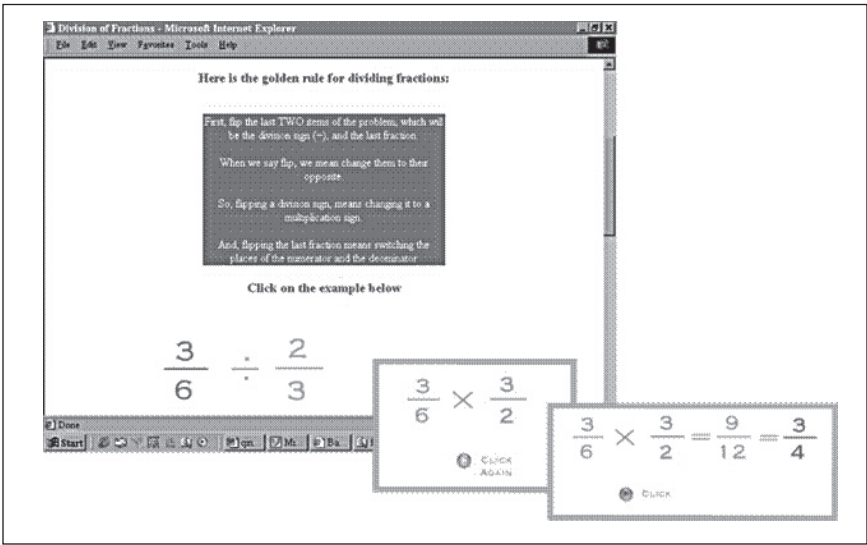 Division of Fractions - Microsoft Internet Explorer
File Edit View Favorites Tools Help
Here is the golden rule for dividing fractions:
First, flip the last TWO items of the problem, which will
be the division sign (÷), and the last fraction.
When we say flip, we mean change them to their
opposite.
So, flipping a division sign, means changing it to a
multiplication sign.
And, flipping the last fraction means switching the
places of the numerator and the deominator
Click on the example below
3/6 ÷ 2/3
3/6 × 3/2
CLICK
AGAIN
3/6 × 3/2 = 9/12 = 3/4
CLICK
Done
Start